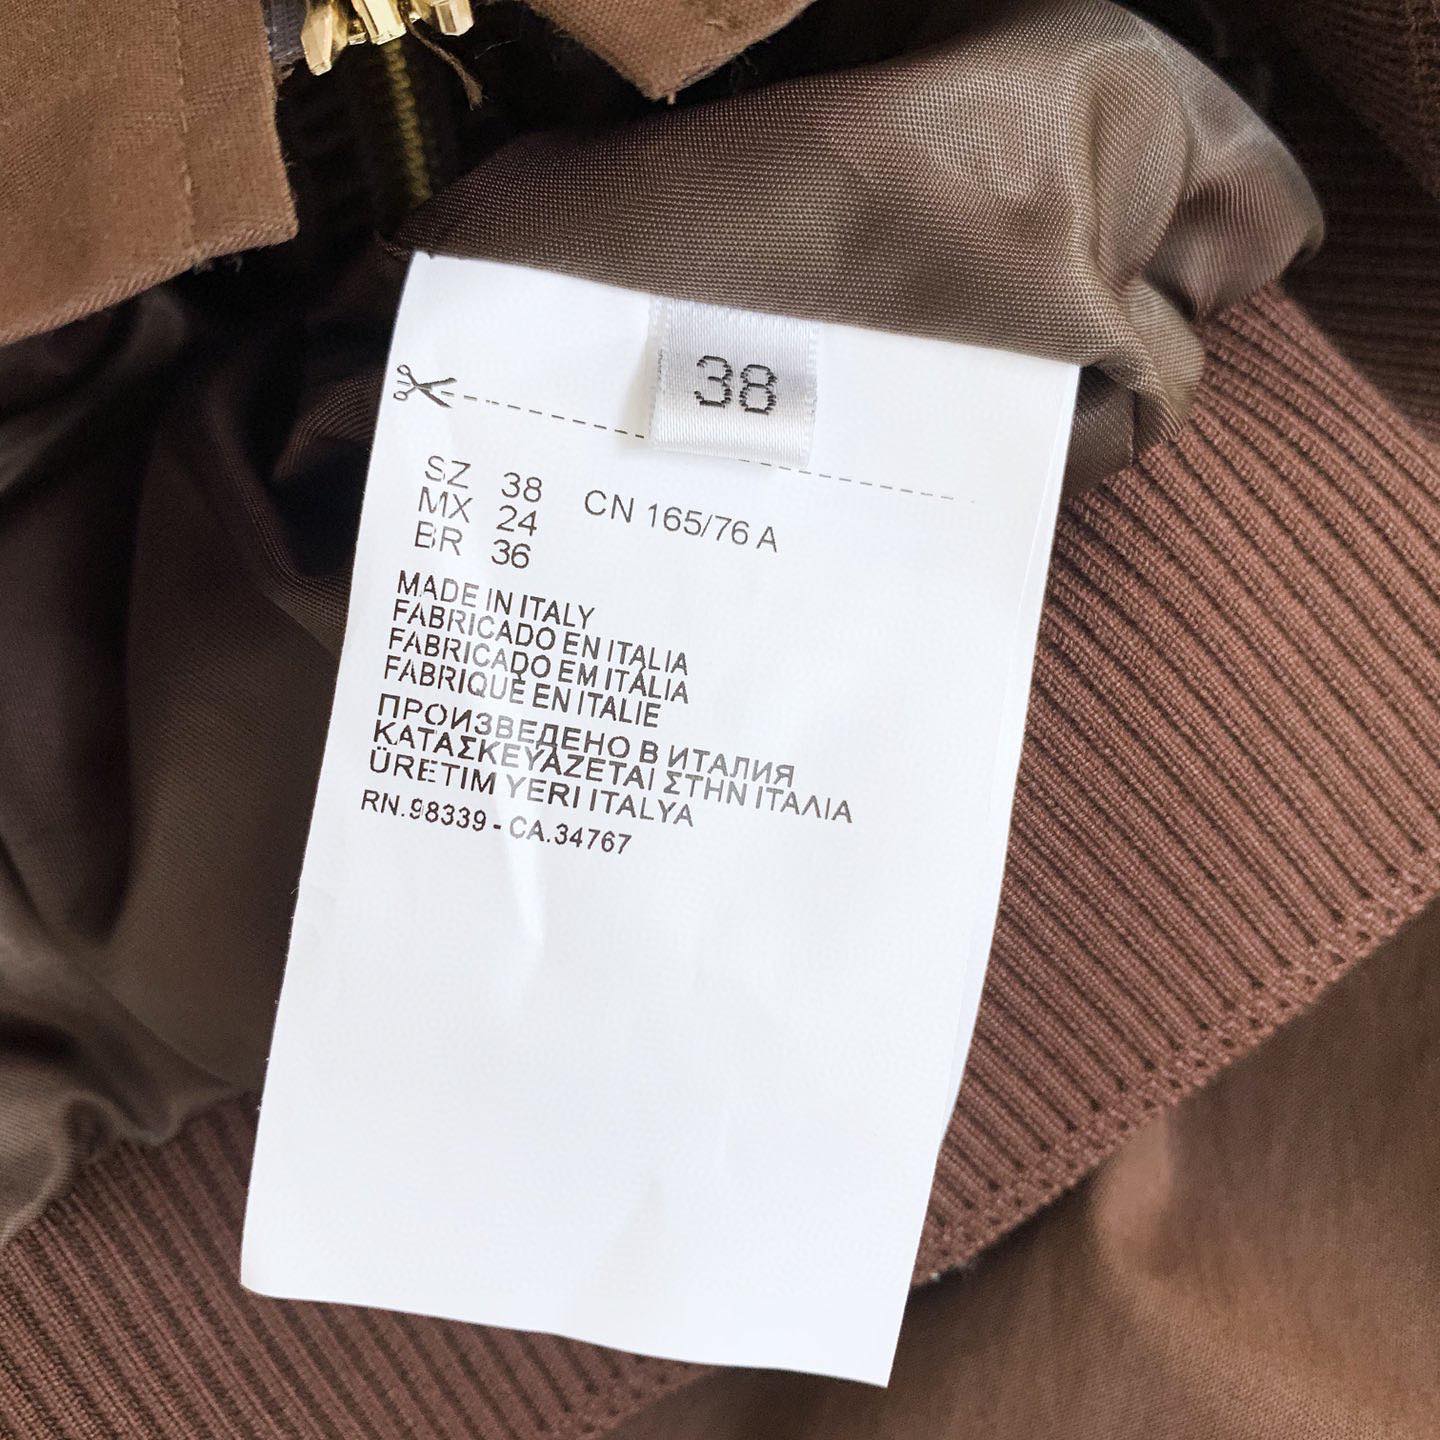 38
SZ 38 CN 165/76 A
MX 24
BR 36
MADE IN ITALY
FABRICADO EN ITALIA
FABRICADO EM ITÁLIA
FABRIQUÉ EN ITALIE
ПРОИЗВЕДЕНО В ИТАЛИЯ
ΚΑΤΑΣΚΕΥΑΖΕΤΑΙ ΣΤΗΝ ΙΤΑΛΙΑ
ÜRETIM YERI ITALYA
RN.98339 - CA.34767